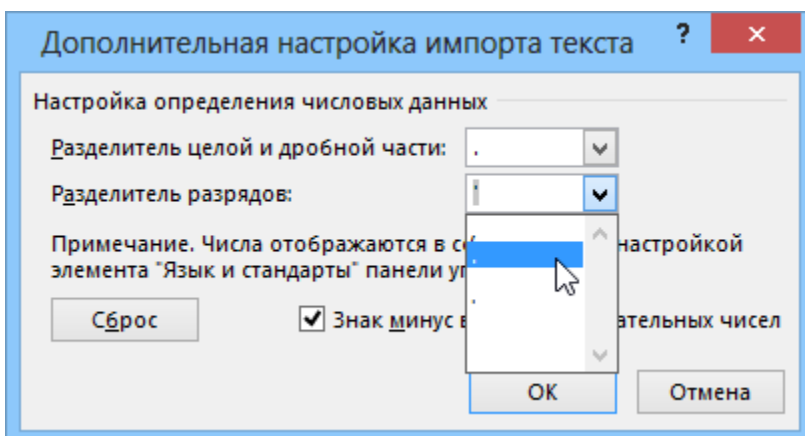 Дополнительная настройка импорта текста ? ×
Настройка определения числовых данных
Разделитель целой и дробной части: .
Разделитель разрядов: '
Примечание. Числа отображаются в настройкой
элемента "Язык и стандарты" панели
Сброс
Знак минус чисел
ОК
Отмена